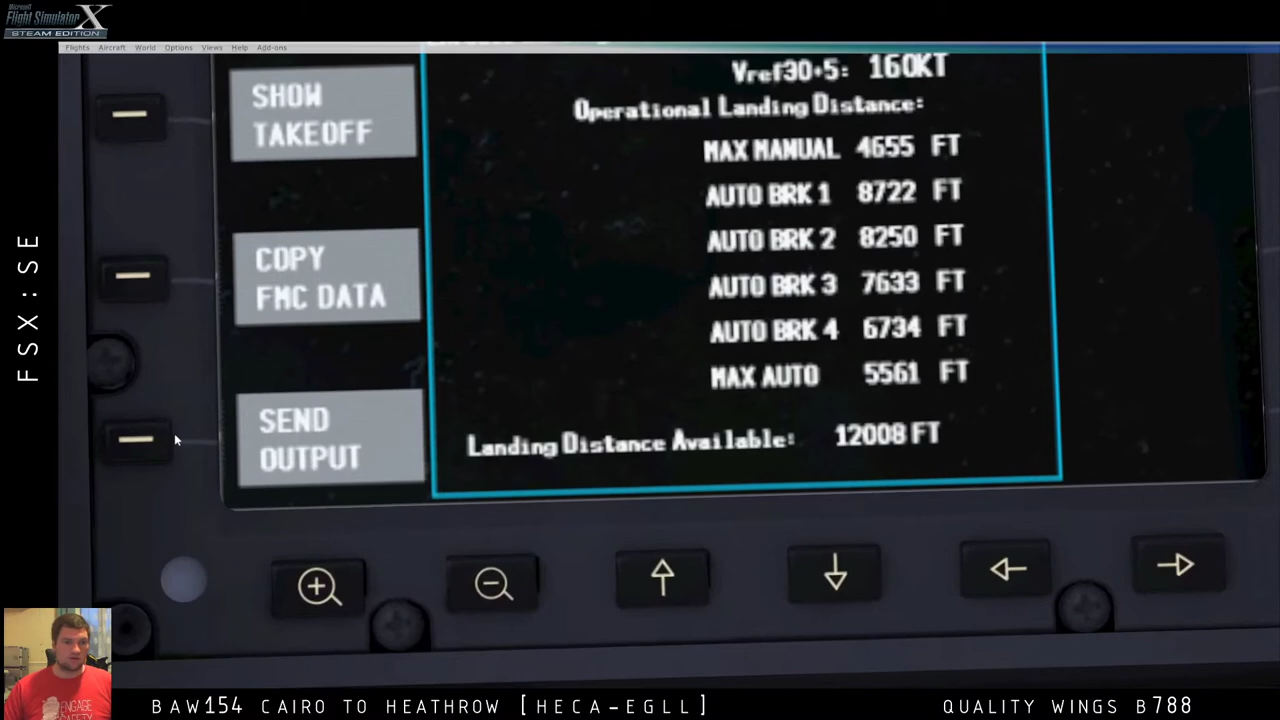 Microsoft
Flight Simulator X
STEAM EDITION
Flights Aircraft World Options Views Help Add-ons
FSX:SE
SHOW
TAKEOFF
COPY
FMC DATA
SEND
OUTPUT
Vref30+5: 160KT
Operational Landing Distance:
MAX MANUAL 4655 FT
AUTO BRK 1 8722 FT
AUTO BRK 2 8250 FT
AUTO BRK 3 7633 FT
AUTO BRK 4 6734 FT
MAX AUTO 5561 FT
Landing Distance Available: 12008 FT
ENGAGE
BAW154 CAIRO TO HEATHROW [HECA-EGLL]
QUALITY WINGS B788